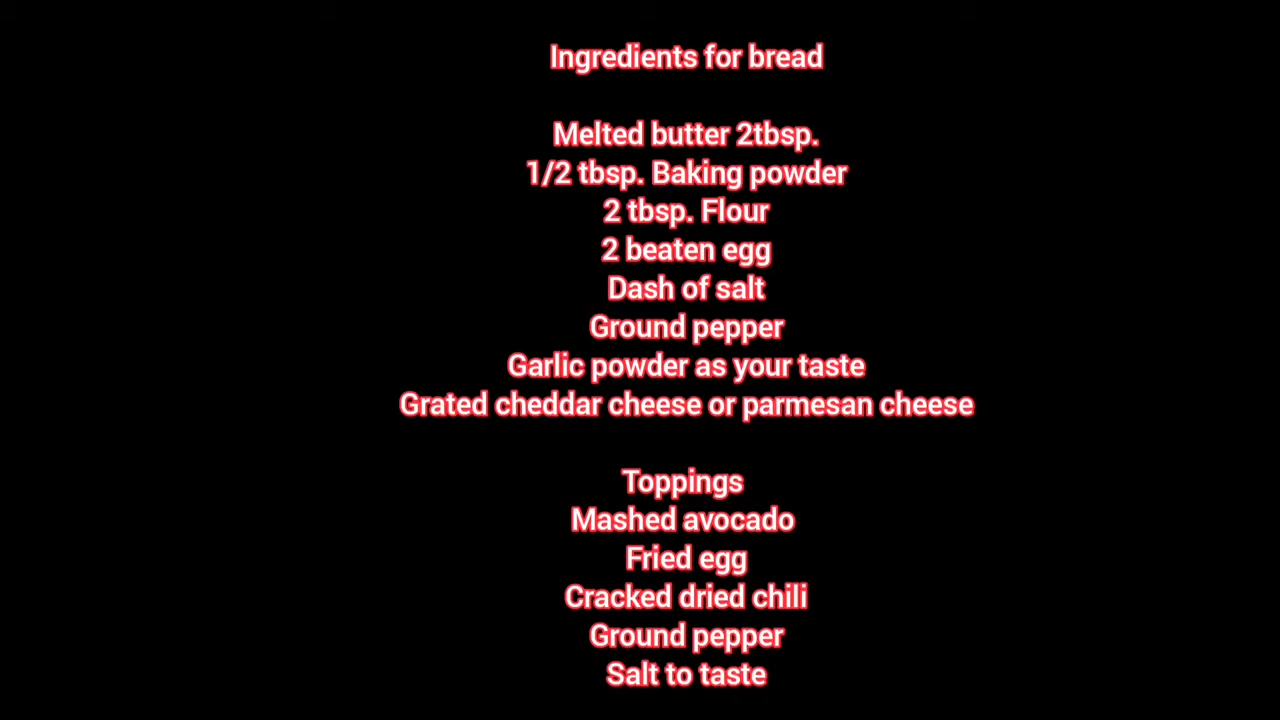 Ingredients for bread
Melted butter 2tbsp.
1/2 tbsp. Baking powder
2 tbsp. Flour
2 beaten egg
Dash of salt
Ground pepper
Garlic powder as your taste
Grated cheddar cheese or parmesan cheese
Toppings
Mashed avocado
Fried egg
Cracked dried chili
Ground pepper
Salt to taste